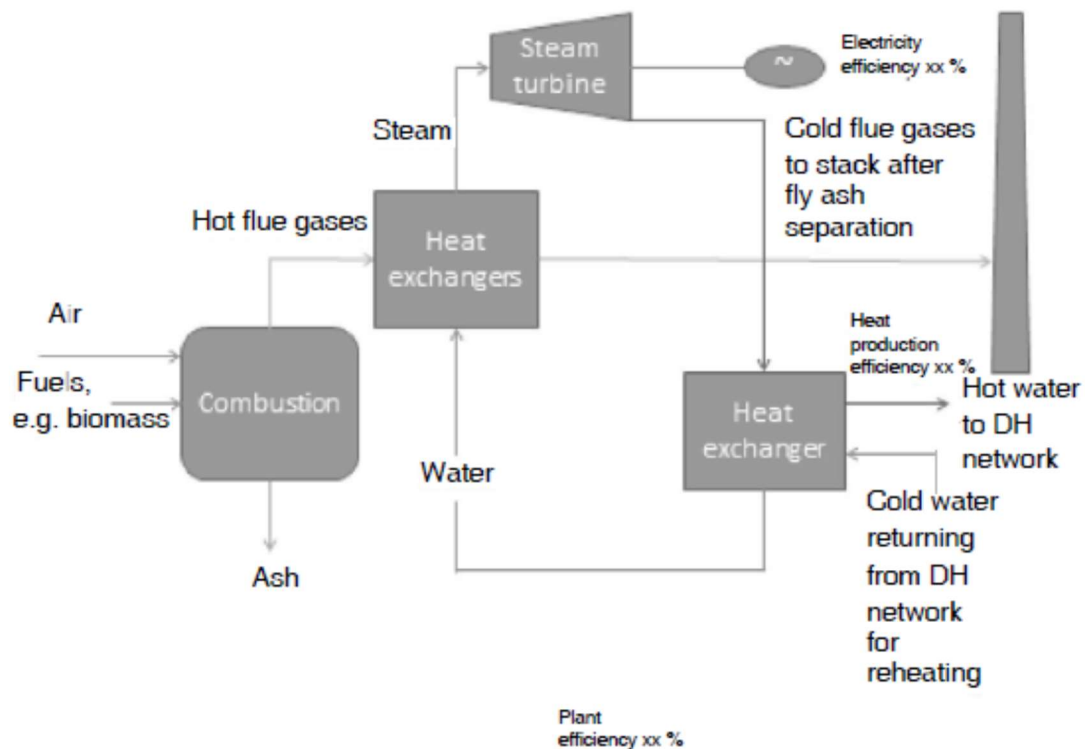 Steam
turbine
~
Electricity
efficiency xx %
Steam
Cold flue gases
to stack after
fly ash
separation
Hot flue gases
Heat
exchangers
Air
Fuels,
e.g. biomass
Combustion
Heat
production
efficiency xx %
Heat
exchanger
Hot water
to DH
network
Water
Cold water
returning
from DH
network
for
reheating
Ash
Plant
efficiency xx %